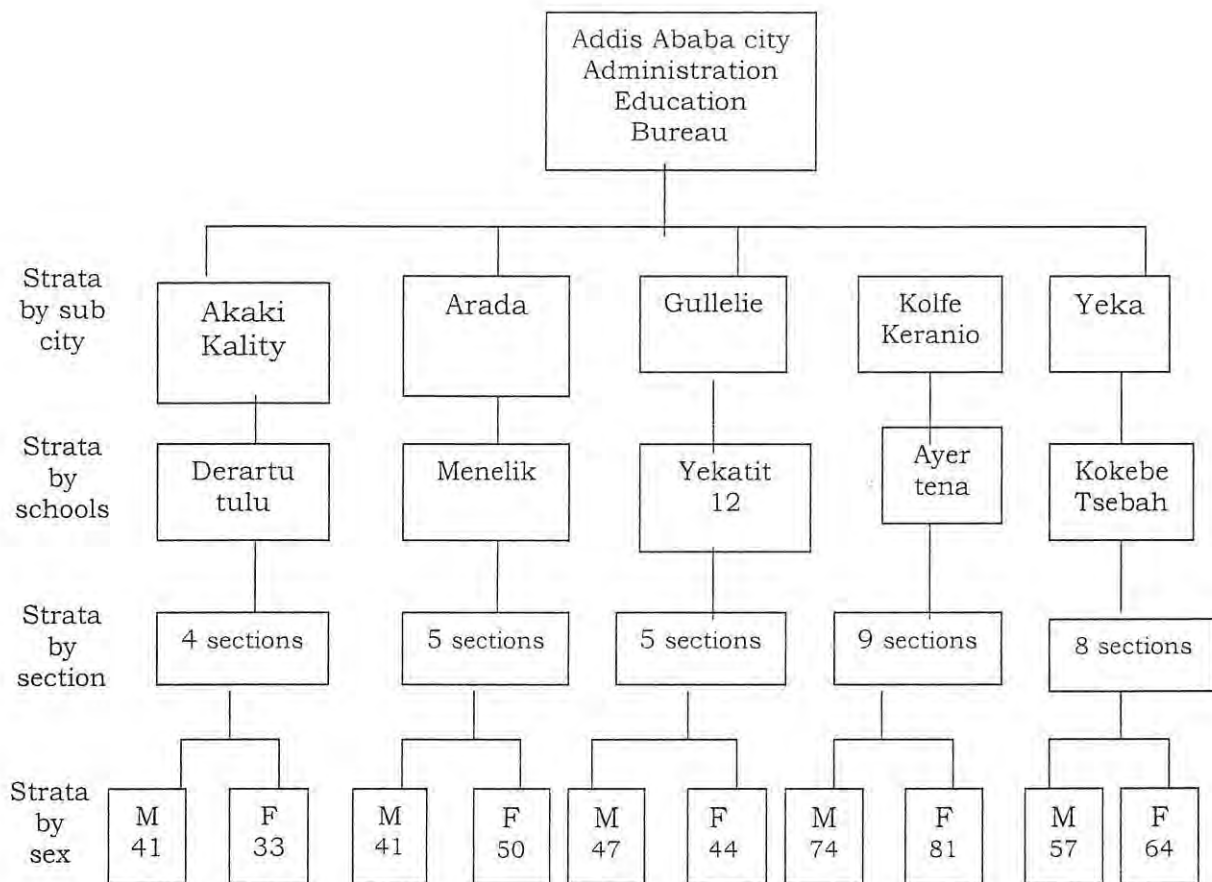 Addis Ababa city
Administration
Education
Bureau
Strata
by sub
city
Akaki
Kality
Arada
Gullelie
Kolfe
Keranio
Yeka
Strata
by
schools
Derartu
tulu
Menelik
Yekatit
12
Ayer
tena
Kokebe
Tsebah
Strata
by
section
4 sections
5 sections
5 sections
9 sections
8 sections
Strata
by
sex
M
41
F
33
M
41
F
50
M
47
F
44
M
74
F
81
M
57
F
64